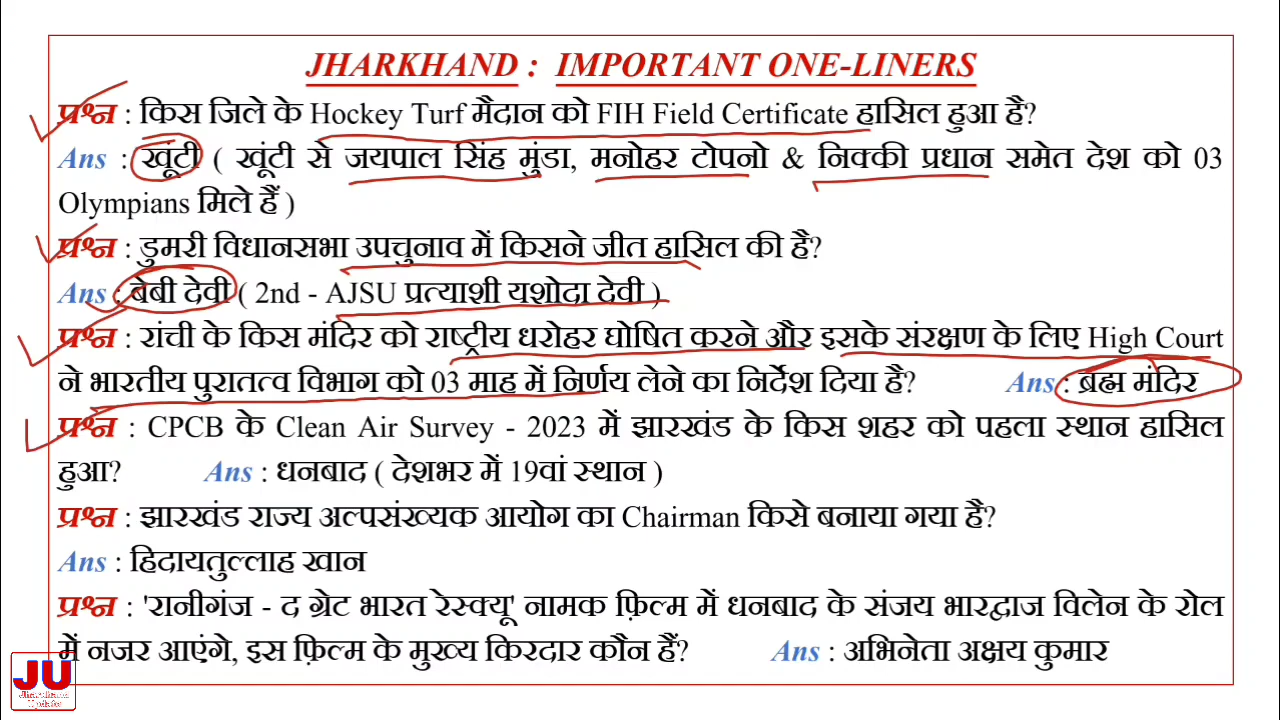 JHARKHAND : IMPORTANT ONE-LINERS
प्रश्न : किस जिले के Hockey Turf मैदान को FIH Field Certificate हासिल हुआ है?
Ans : खूंटी ( खूंटी से जयपाल सिंह मुंडा, मनोहर टोपनो & निक्की प्रधान समेत देश को 03
Olympians मिले हैं )
प्रश्न : डुमरी विधानसभा उपचुनाव में किसने जीत हासिल की है?
Ans : बेबी देवी ( 2nd - AJSU प्रत्याशी यशोदा देवी )
प्रश्न : रांची के किस मंदिर को राष्ट्रीय धरोहर घोषित करने और इसके संरक्षण के लिए High Court
ने भारतीय पुरातत्व विभाग को 03 माह में निर्णय लेने का निर्देश दिया है? Ans : ब्रह्म मंदिर
प्रश्न : CPCB के Clean Air Survey - 2023 में झारखंड के किस शहर को पहला स्थान हासिल
हुआ? Ans : धनबाद ( देशभर में 19वां स्थान )
प्रश्न : झारखंड राज्य अल्पसंख्यक आयोग का Chairman किसे बनाया गया है?
Ans : हिदायतुल्लाह खान
प्रश्न : 'रानीगंज - द ग्रेट भारत रेस्क्यू' नामक फ़िल्म में धनबाद के संजय भारद्वाज विलेन के रोल
में नजर आएंगे, इस फ़िल्म के मुख्य किरदार कौन हैं? Ans : अभिनेता अक्षय कुमार
JU
Jharkhand
Updates